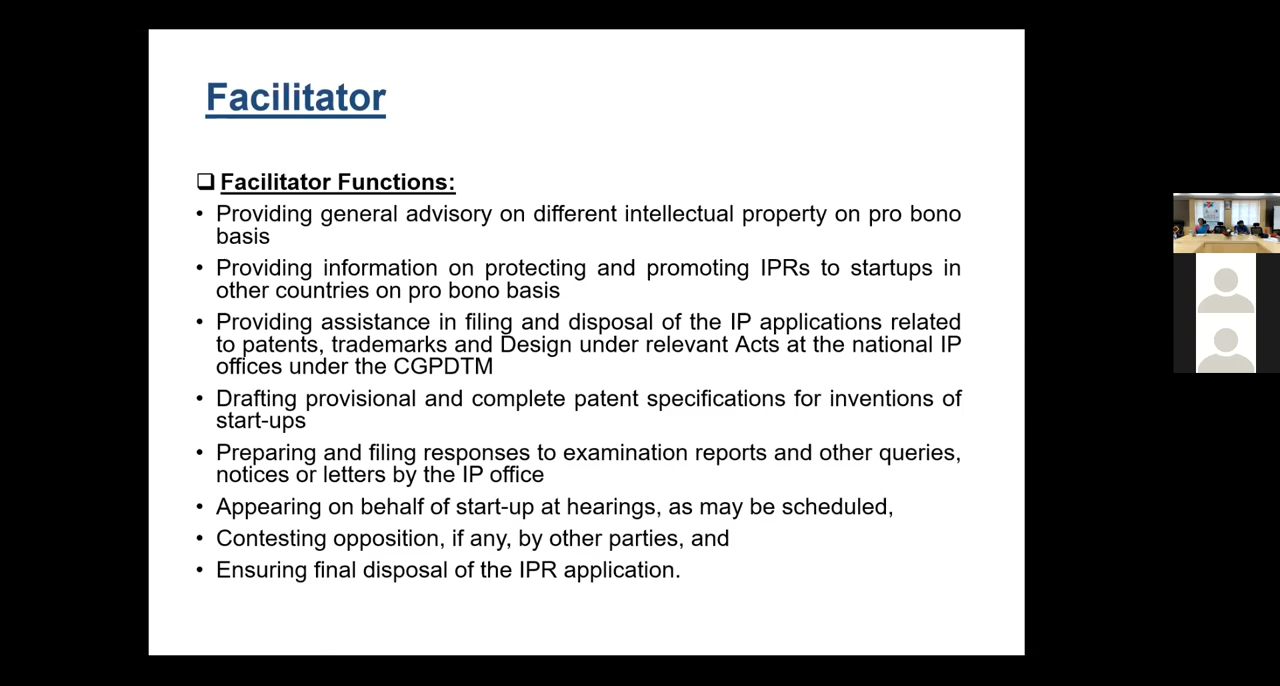 Facilitator
❑ Facilitator Functions:
• Providing general advisory on different intellectual property on pro bono
basis
• Providing information on protecting and promoting IPRs to startups in
other countries on pro bono basis
• Providing assistance in filing and disposal of the IP applications related
to patents, trademarks and Design under relevant Acts at the national IP
offices under the CGPDTM
• Drafting provisional and complete patent specifications for inventions of
start-ups
• Preparing and filing responses to examination reports and other queries,
notices or letters by the IP office
• Appearing on behalf of start-up at hearings, as may be scheduled,
• Contesting opposition, if any, by other parties, and
• Ensuring final disposal of the IPR application.